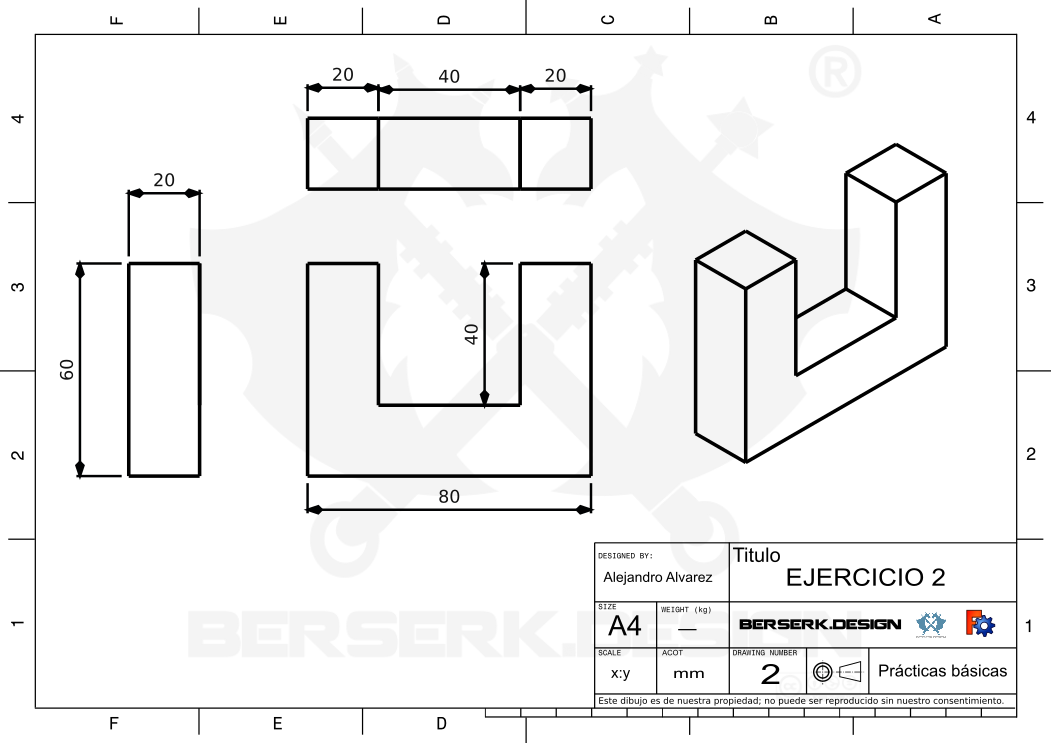 F E D C B A
4 4
3 3
2 2
1 1
20 40 20
20
60
40
80
®
BERSERK.DESIGN
DESIGNED BY:
Alejandro Alvarez
Titulo
EJERCICIO 2
SIZE
A4
WEIGHT (kg)
—
BERSERK.DESIGN
SCALE
x:y
ACOT
mm
DRAWING NUMBER
2
Prácticas básicas
Este dibujo es de nuestra propiedad; no puede ser reproducido sin nuestro consentimiento.
F E D